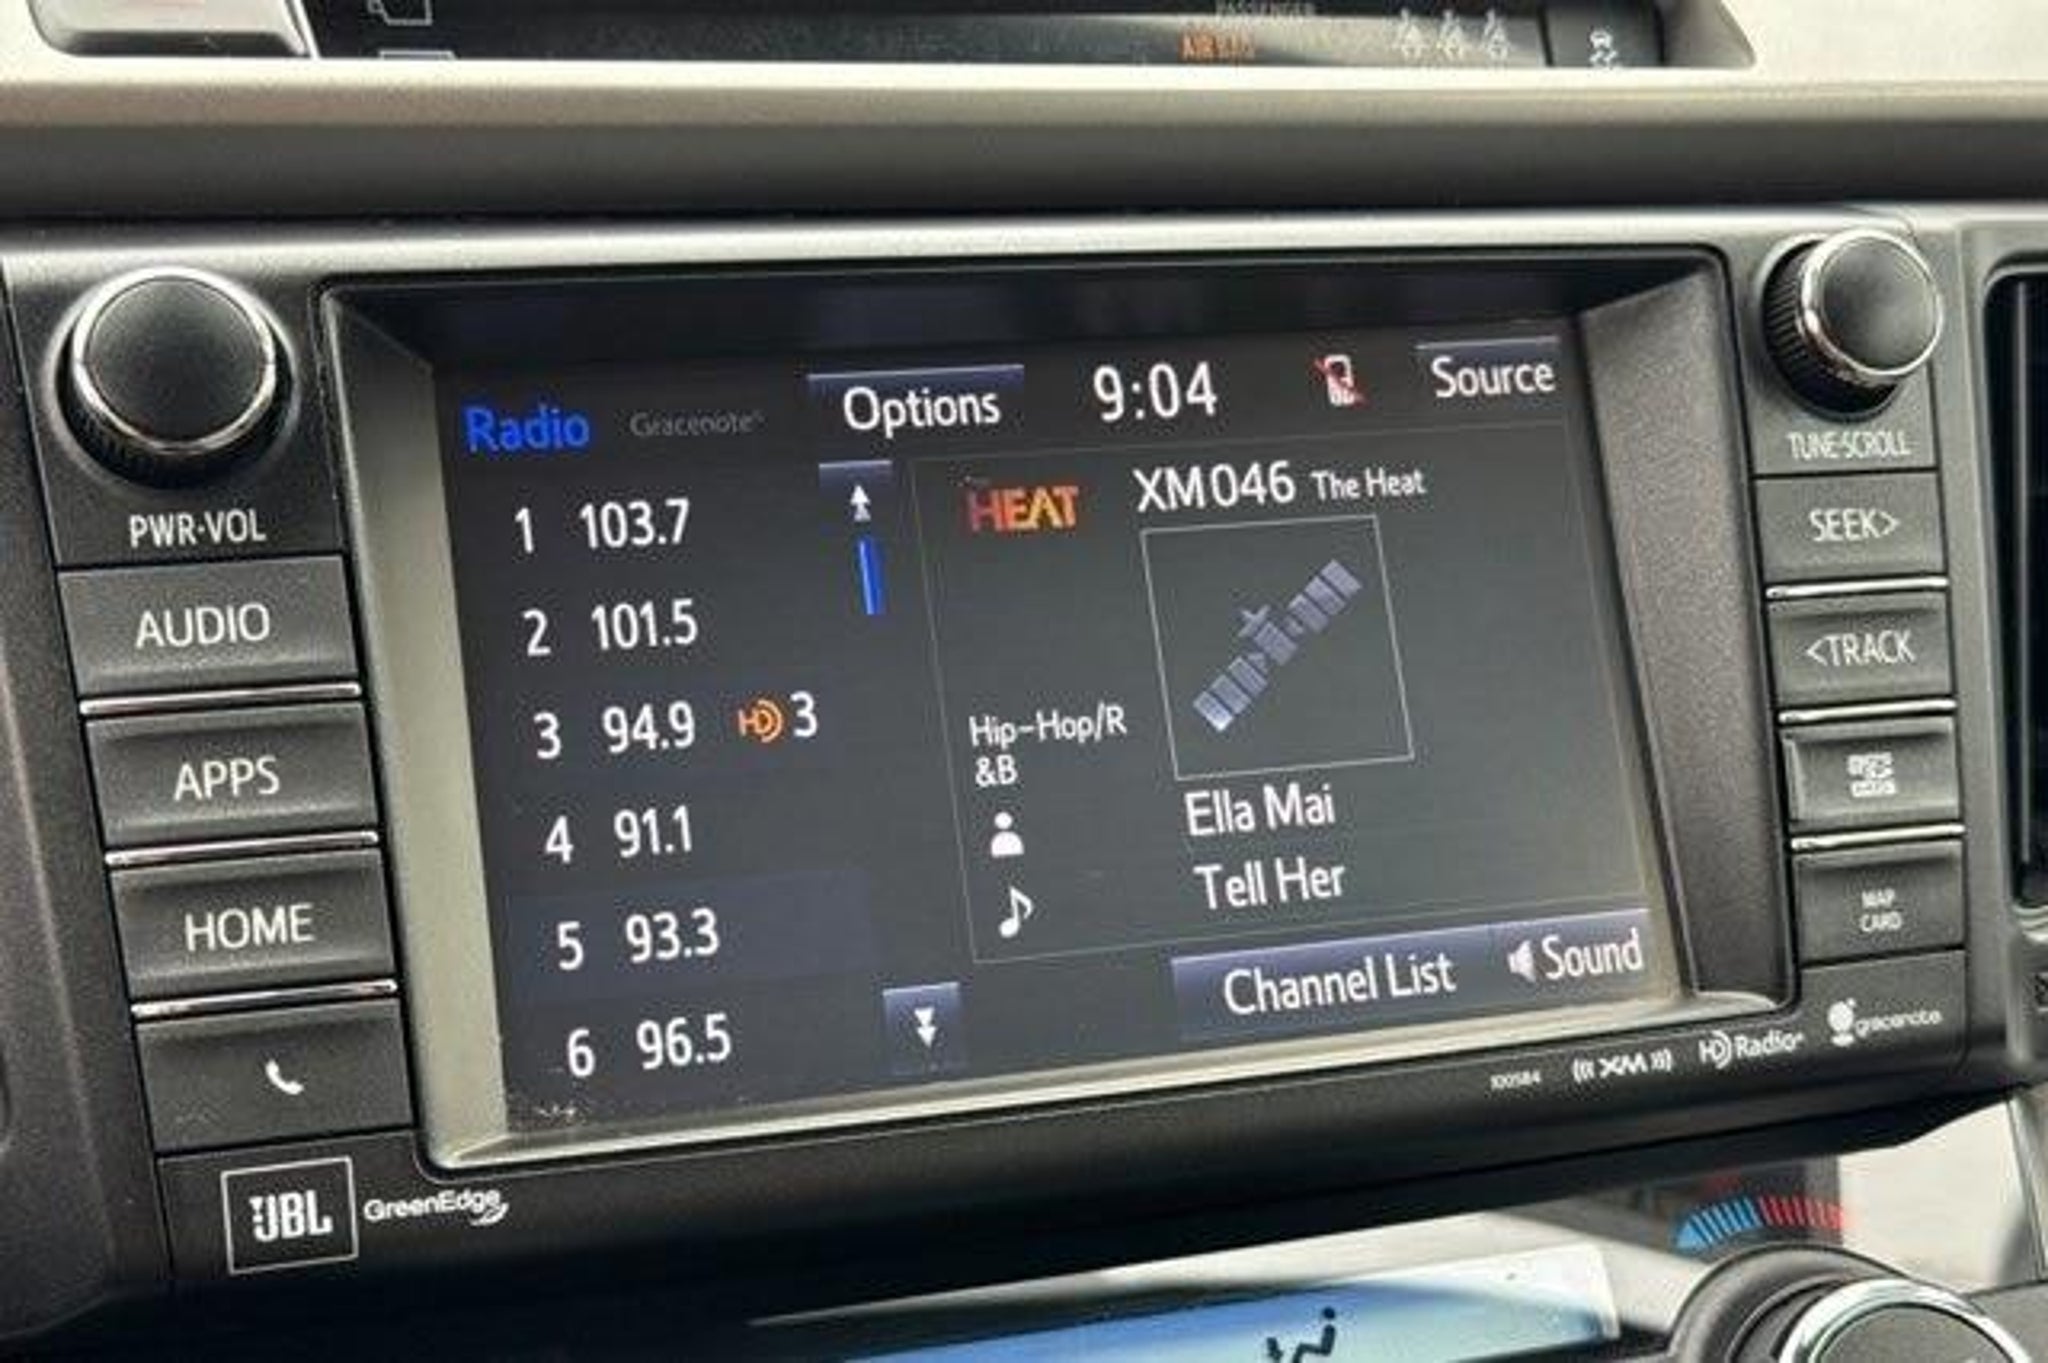 PASSENGER
AIR BAG
PWR·VOL
AUDIO
APPS
HOME
JBL GreenEdge
Radio Gracenote®
Options
9:04
Source
1 103.7
2 101.5
3 94.9 HD 3
4 91.1
5 93.3
6 96.5
HEAT XM046 The Heat
Hip-Hop/R
&B
Ella Mai
Tell Her
Channel List
Sound
TUNE·SCROLL
SEEK>
<TRACK
MAP
CARD
100584 ((( XM ))) HD Radio® gracenote